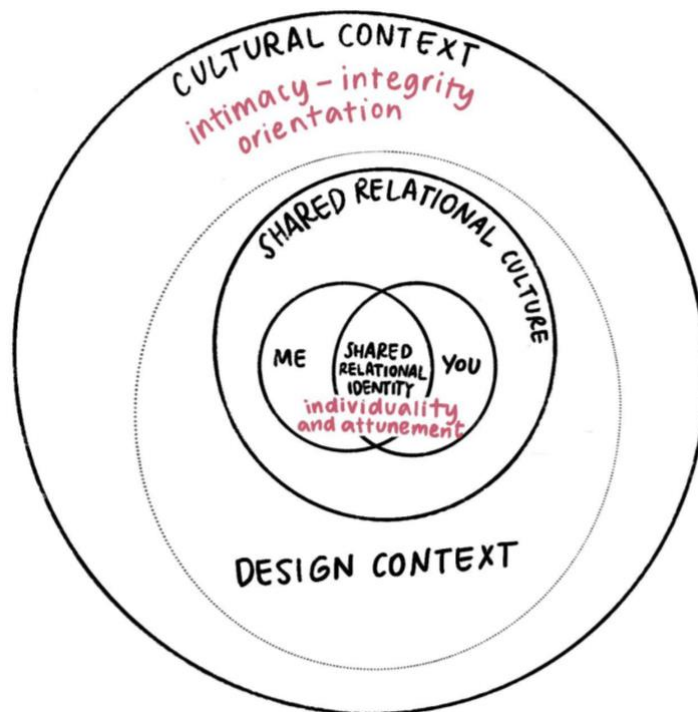 CULTURAL CONTEXT
intimacy – integrity
orientation
SHARED RELATIONAL CULTURE
ME
SHARED
RELATIONAL
IDENTITY
YOU
individuality
and attunement
DESIGN CONTEXT